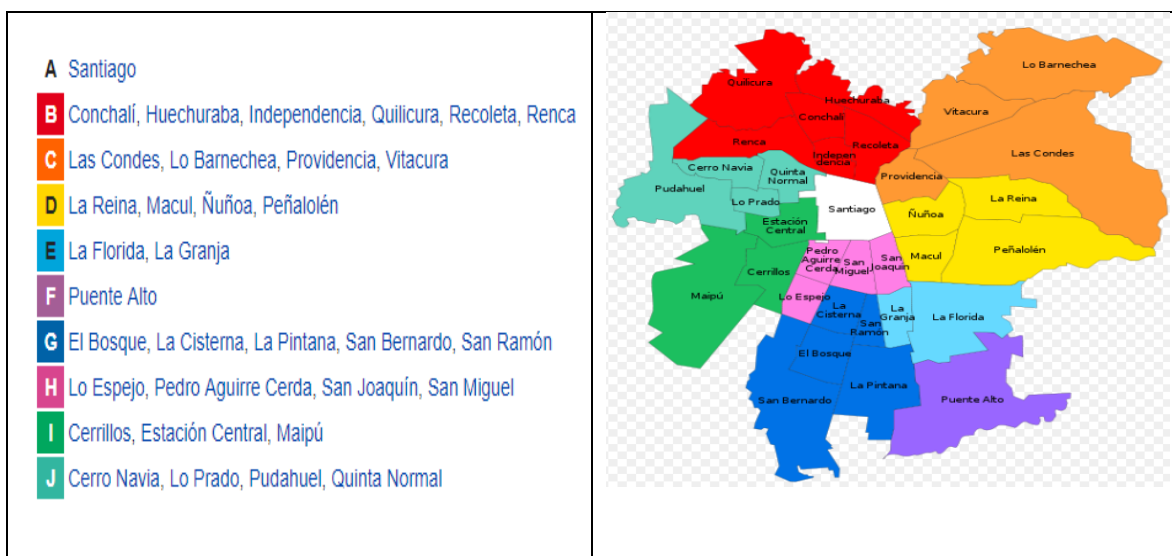 A Santiago
B Conchalí, Huechuraba, Independencia, Quilicura, Recoleta, Renca
C Las Condes, Lo Barnechea, Providencia, Vitacura
D La Reina, Macul, Ñuñoa, Peñalolén
E La Florida, La Granja
F Puente Alto
G El Bosque, La Cisterna, La Pintana, San Bernardo, San Ramón
H Lo Espejo, Pedro Aguirre Cerda, San Joaquín, San Miguel
I Cerrillos, Estación Central, Maipú
J Cerro Navia, Lo Prado, Pudahuel, Quinta Normal
Lo Barnechea
Quilicura
Huechuraba
Vitacura
Conchalí
Renca
Recoleta
Las Condes
Indepen
dencia
Cerro Navia
Quinta
Normal
Providencia
Pudahuel
La Reina
Lo Prado
Santiago
Ñuñoa
Estación
Central
Pedro
Aguirre
Cerda
San
Miguel
San
Joaquín
Macul
Peñalolén
Cerrillos
Maipú
Lo Espejo
La
Cisterna
La
Granja
La Florida
San
Ramón
El Bosque
La Pintana
San Bernardo
Puente Alto